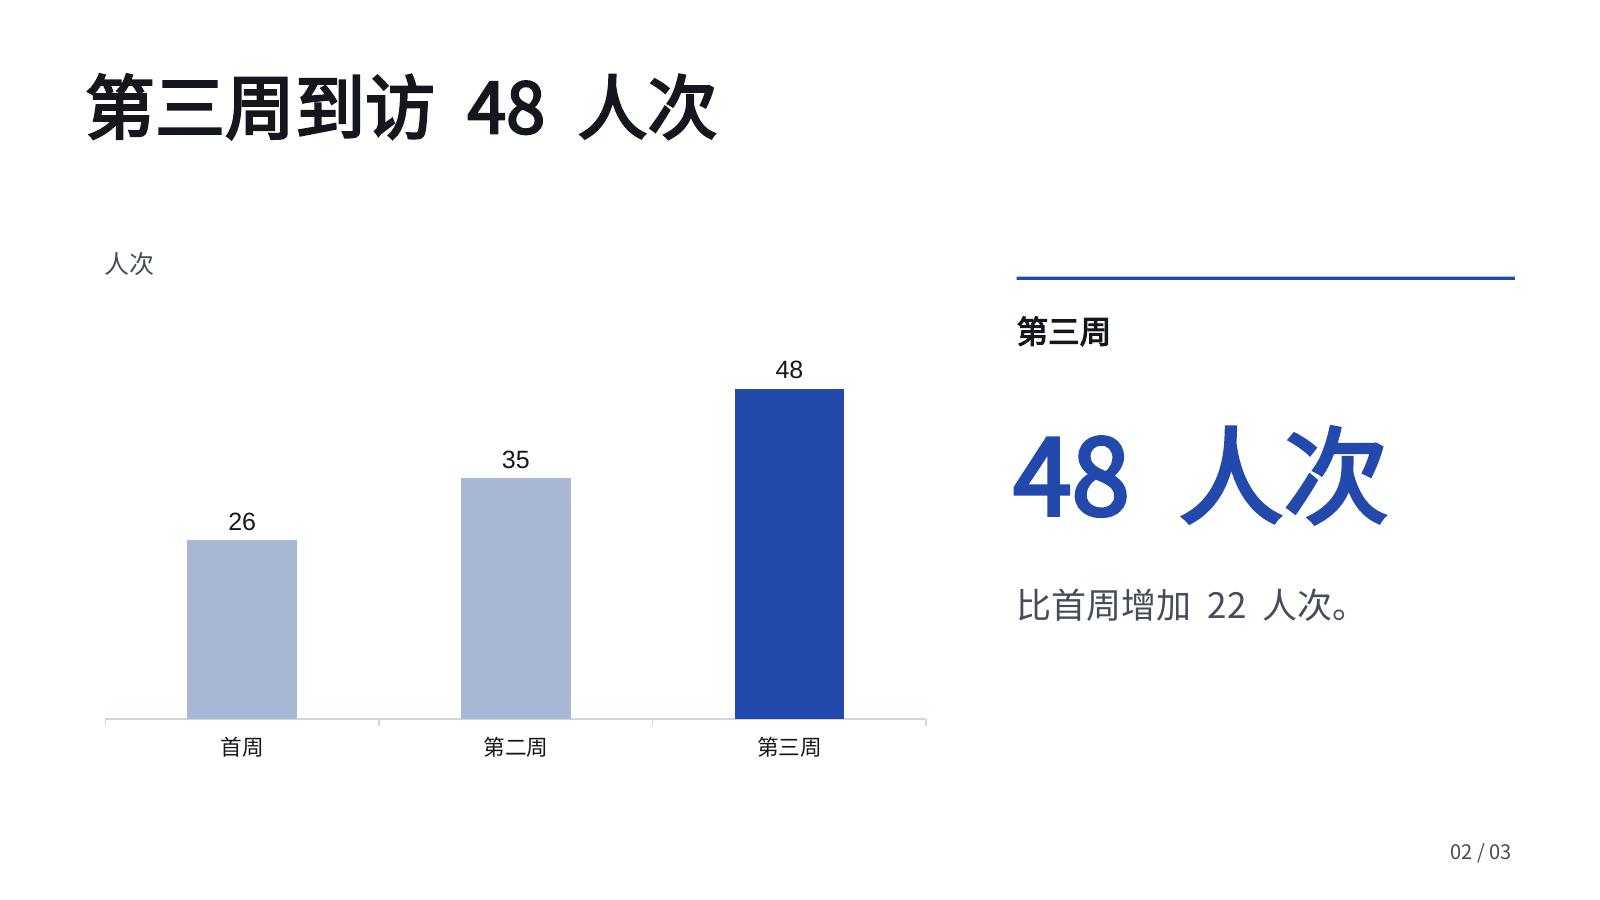 第三周到访 48 人次
人次
48
35
26
首周 第二周 第三周
第三周
48 人次
比首周增加 22 人次。
02 / 03